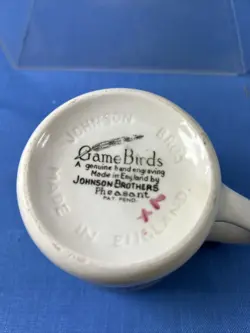 Game Birds
A genuine hand engraving
Made in England by
JOHNSON BROTHERS
Pheasant
PAT. PEND.
JOHNSON BROS
MADE IN ENGLAND.